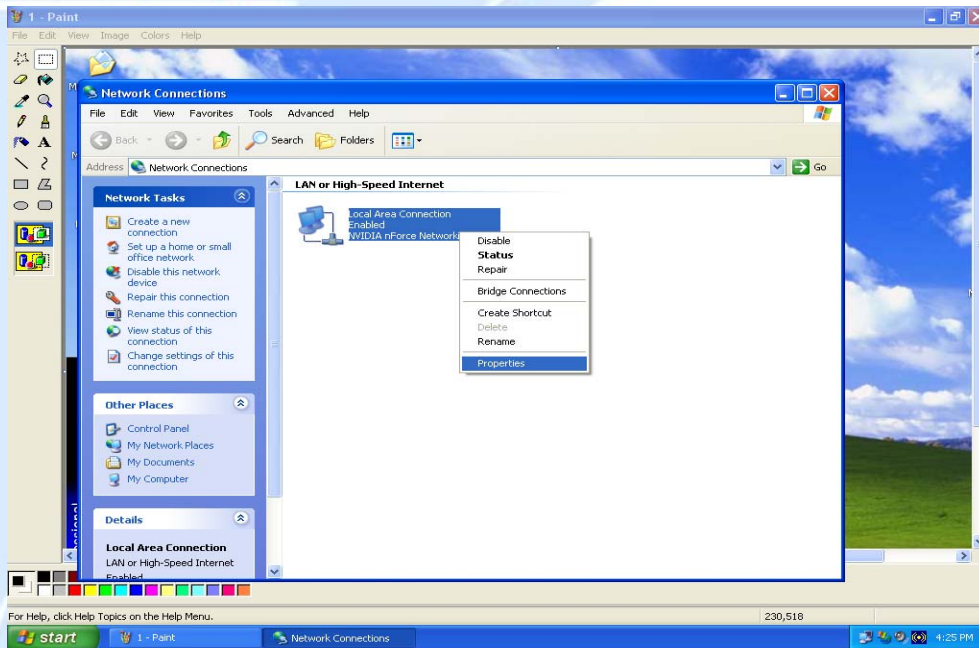 1 - Paint
File Edit View Image Colors Help
Network Connections
File Edit View Favorites Tools Advanced Help
Back Search Folders
Address Network Connections Go
Network Tasks
Create a new
connection
Set up a home or small
office network
Disable this network
device
Repair this connection
Rename this connection
View status of this
connection
Change settings of this
connection
Other Places
Control Panel
My Network Places
My Documents
My Computer
Details
Local Area Connection
LAN or High-Speed Internet
Enabled
LAN or High-Speed Internet
Local Area Connection
Enabled
NVIDIA nForce Networki
Disable
Status
Repair
Bridge Connections
Create Shortcut
Delete
Rename
Properties
For Help, click Help Topics on the Help Menu.
230,518
start 1 - Paint Network Connections 4:25 PM